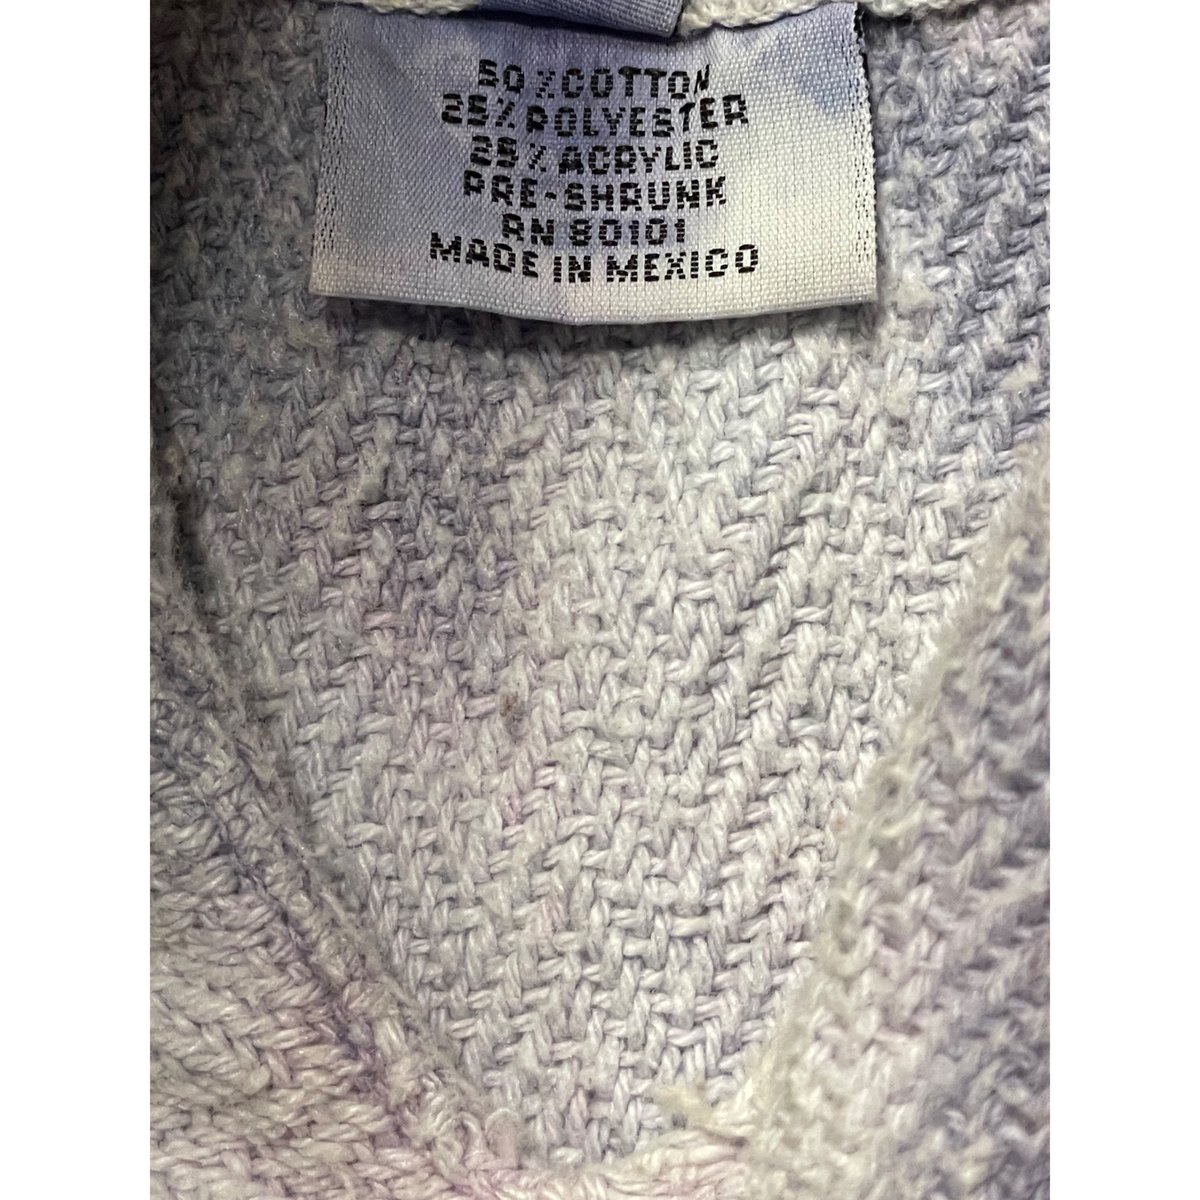 50%COTTON
25% POLYESTER
25% ACRYLIC
PRE-SHRUNK
RN 80101
MADE IN MEXICO